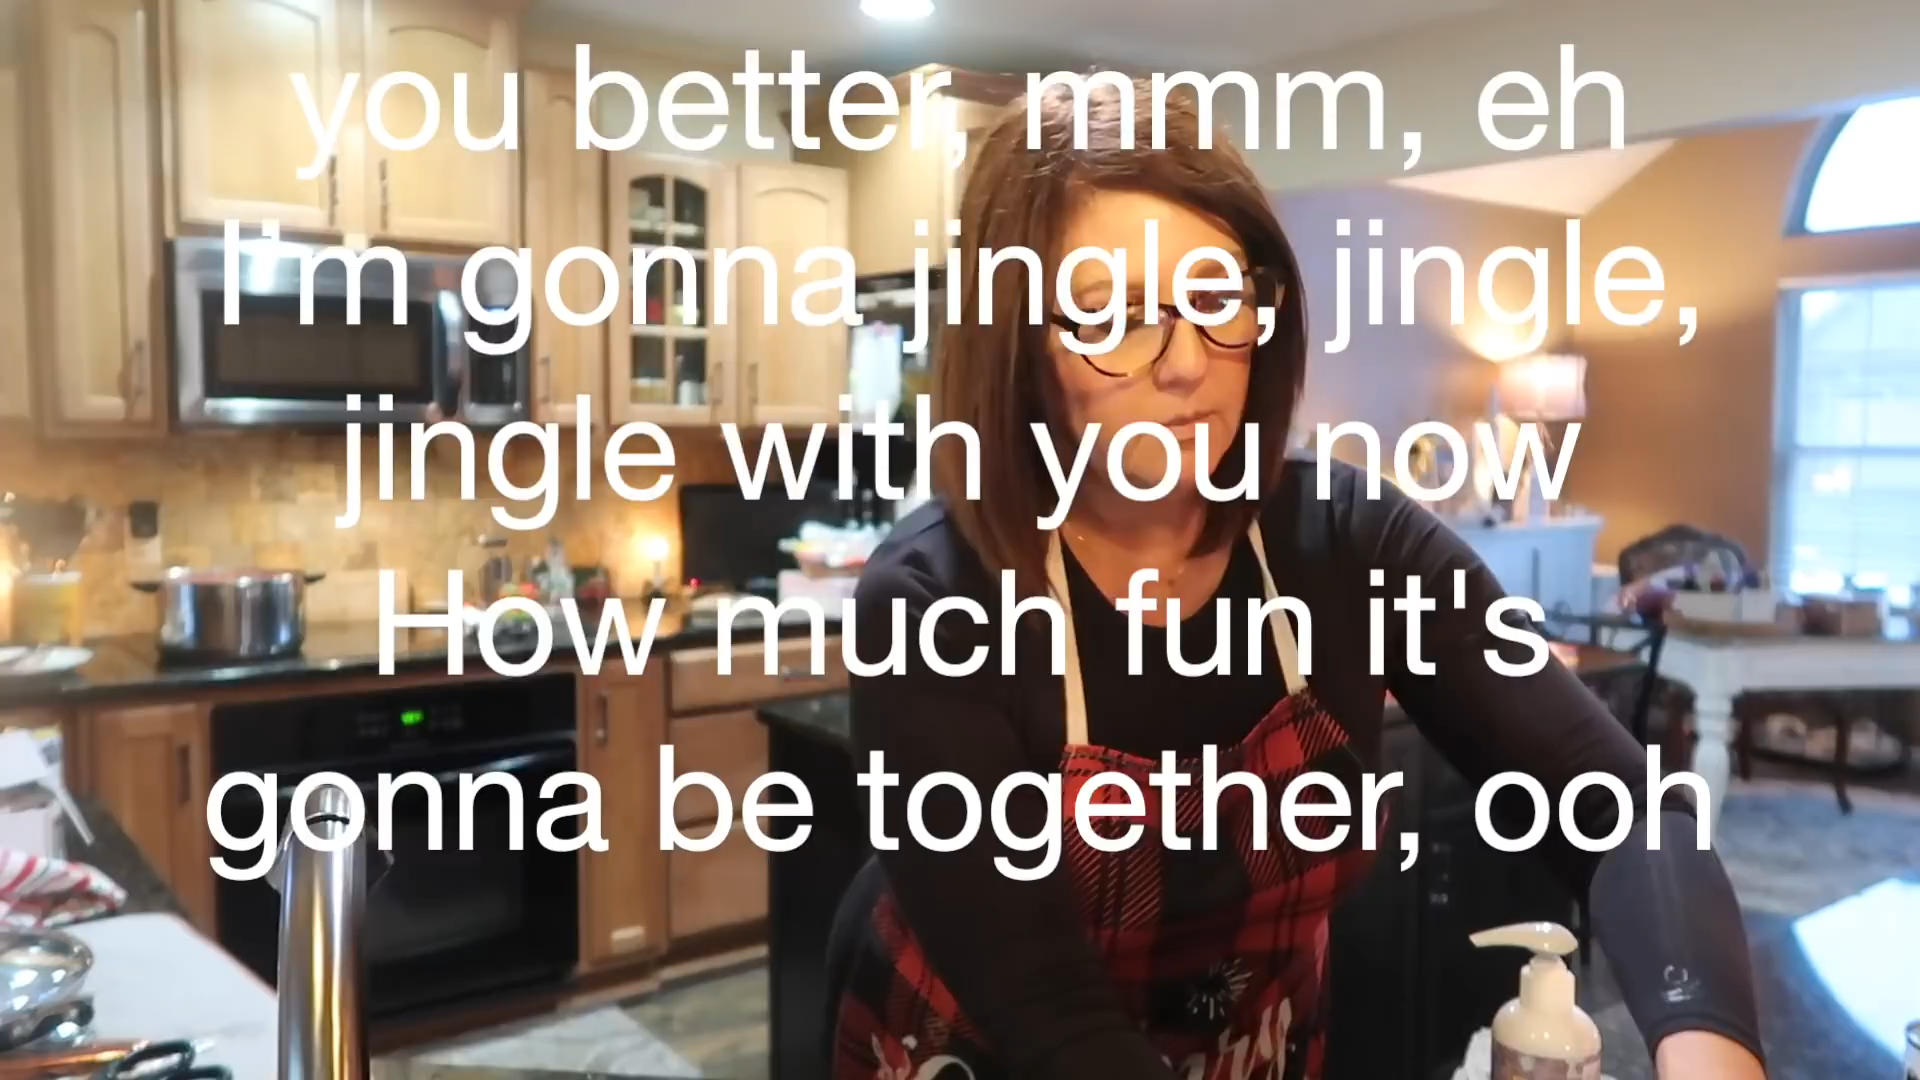 you better, mmm, eh
I'm gonna jingle, jingle,
jingle with you now
How much fun it's
gonna be together, ooh